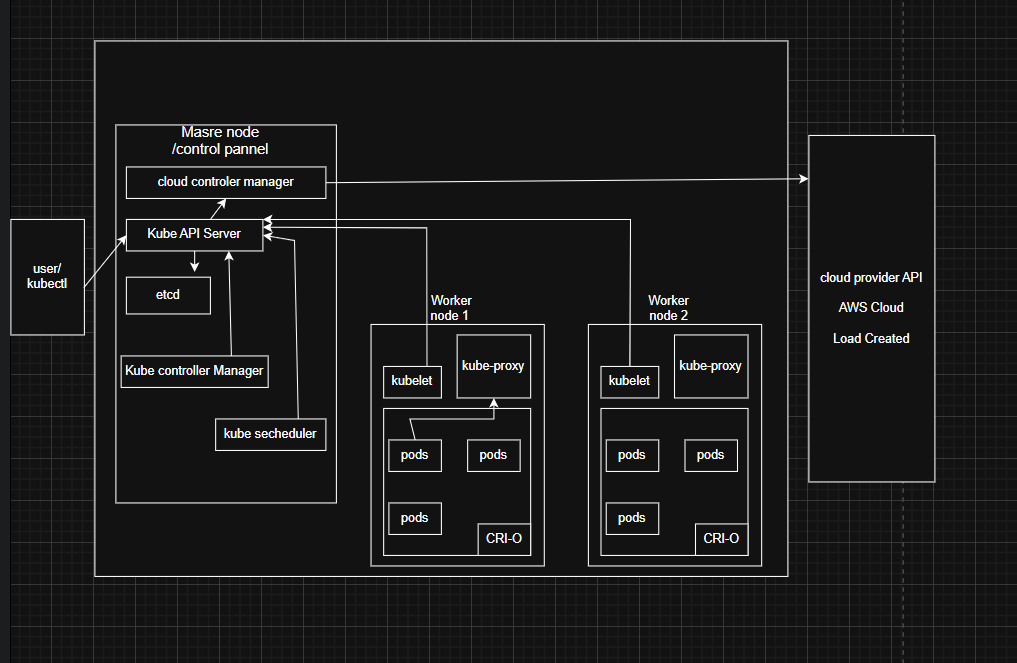 Masre node
/control pannel
cloud controler manager
Kube API Server
user/
kubectl
etcd
Kube controller Manager
kube secheduler
Worker
node 1
kubelet
kube-proxy
pods
pods
pods
CRI-O
Worker
node 2
kubelet
kube-proxy
pods
pods
pods
CRI-O
cloud provider API
AWS Cloud
Load Created